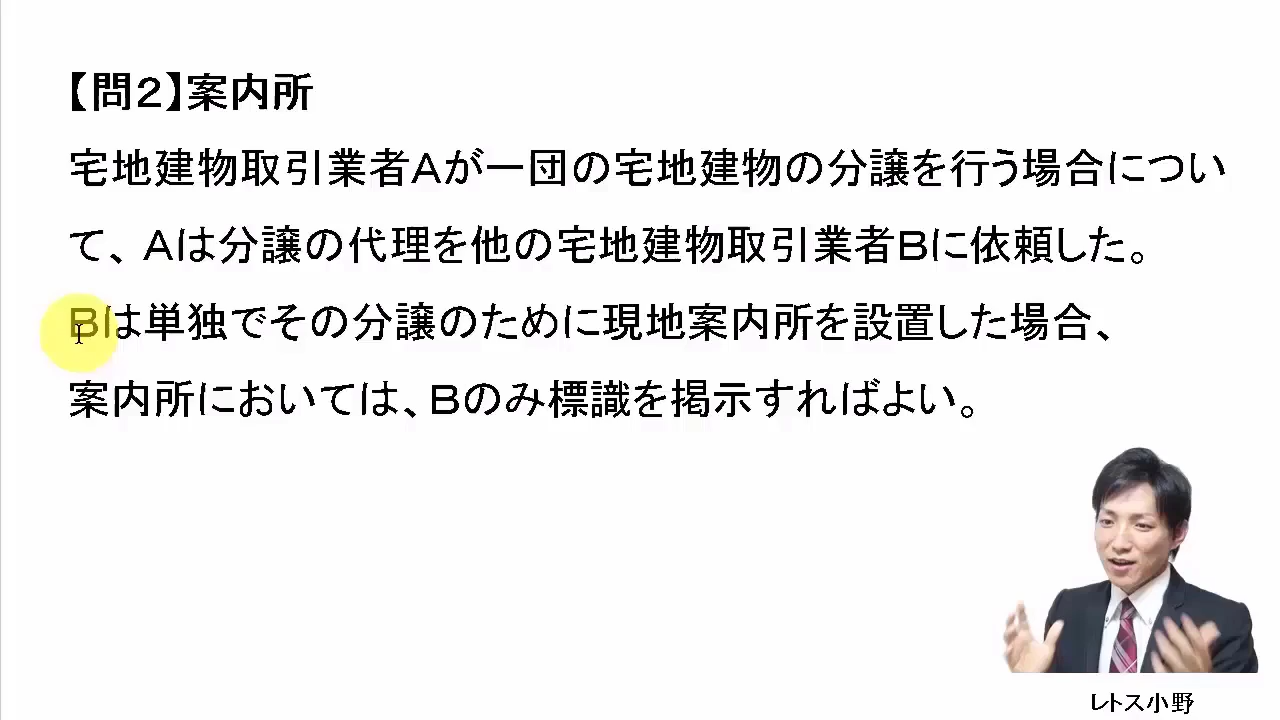 【問２】案内所
宅地建物取引業者Ａが一団の宅地建物の分譲を行う場合につい
て、Ａは分譲の代理を他の宅地建物取引業者Ｂに依頼した。
Ｂは単独でその分譲のために現地案内所を設置した場合、
案内所においては、Ｂのみ標識を掲示すればよい。
レトス小野